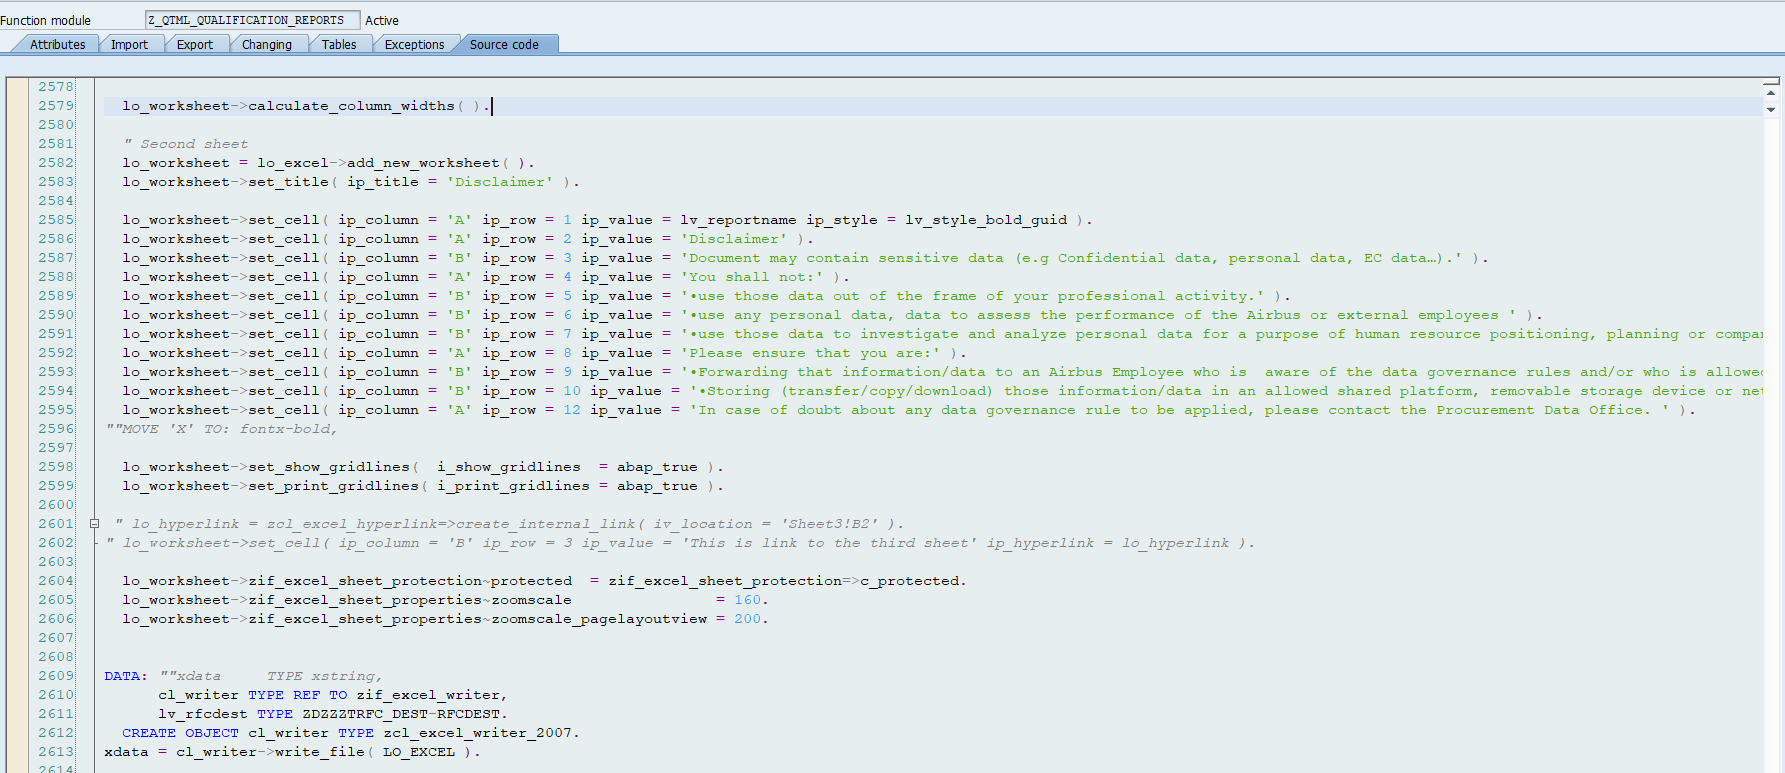 Function module Z_QTML_QUALIFICATION_REPORTS Active
Attributes Import Export Changing Tables Exceptions Source code
2578
2579 lo_worksheet->calculate_column_widths( ).
2580
2581 " Second sheet
2582 lo_worksheet = lo_excel->add_new_worksheet( ).
2583 lo_worksheet->set_title( ip_title = 'Disclaimer' ).
2584
2585 lo_worksheet->set_cell( ip_column = 'A' ip_row = 1 ip_value = lv_reportname ip_style = lv_style_bold_guid ).
2586 lo_worksheet->set_cell( ip_column = 'A' ip_row = 2 ip_value = 'Disclaimer' ).
2587 lo_worksheet->set_cell( ip_column = 'B' ip_row = 3 ip_value = 'Document may contain sensitive data (e.g Confidential data, personal data, EC data…).' ).
2588 lo_worksheet->set_cell( ip_column = 'A' ip_row = 4 ip_value = 'You shall not:' ).
2589 lo_worksheet->set_cell( ip_column = 'B' ip_row = 5 ip_value = '•use those data out of the frame of your professional activity.' ).
2590 lo_worksheet->set_cell( ip_column = 'B' ip_row = 6 ip_value = '•use any personal data, data to assess the performance of the Airbus or external employees ' ).
2591 lo_worksheet->set_cell( ip_column = 'B' ip_row = 7 ip_value = '•use those data to investigate and analyze personal data for a purpose of human resource positioning, planning or compar
2592 lo_worksheet->set_cell( ip_column = 'A' ip_row = 8 ip_value = 'Please ensure that you are:' ).
2593 lo_worksheet->set_cell( ip_column = 'B' ip_row = 9 ip_value = '•Forwarding that information/data to an Airbus Employee who is  aware of the data governance rules and/or who is allowed
2594 lo_worksheet->set_cell( ip_column = 'B' ip_row = 10 ip_value = '•Storing (transfer/copy/download) those information/data in an allowed shared platform, removable storage device or net
2595 lo_worksheet->set_cell( ip_column = 'A' ip_row = 12 ip_value = 'In case of doubt about any data governance rule to be applied, please contact the Procurement Data Office. ' ).
2596 ""MOVE 'X' TO: fontx-bold,
2597
2598 lo_worksheet->set_show_gridlines(  i_show_gridlines  = abap_true ).
2599 lo_worksheet->set_print_gridlines( i_print_gridlines = abap_true ).
2600
2601 " lo_hyperlink = zcl_excel_hyperlink=>create_internal_link( iv_location = 'Sheet3!B2' ).
2602 " lo_worksheet->set_cell( ip_column = 'B' ip_row = 3 ip_value = 'This is link to the third sheet' ip_hyperlink = lo_hyperlink ).
2603
2604 lo_worksheet->zif_excel_sheet_protection~protected  = zif_excel_sheet_protection=>c_protected.
2605 lo_worksheet->zif_excel_sheet_properties~zoomscale                = 160.
2606 lo_worksheet->zif_excel_sheet_properties~zoomscale_pagelayoutview = 200.
2607
2608
2609 DATA: ""xdata     TYPE xstring,
2610 cl_writer TYPE REF TO zif_excel_writer,
2611 lv_rfcdest TYPE ZDZZZTRFC_DEST-RFCDEST.
2612 CREATE OBJECT cl_writer TYPE zcl_excel_writer_2007.
2613 xdata = cl_writer->write_file( LO_EXCEL ).
2614